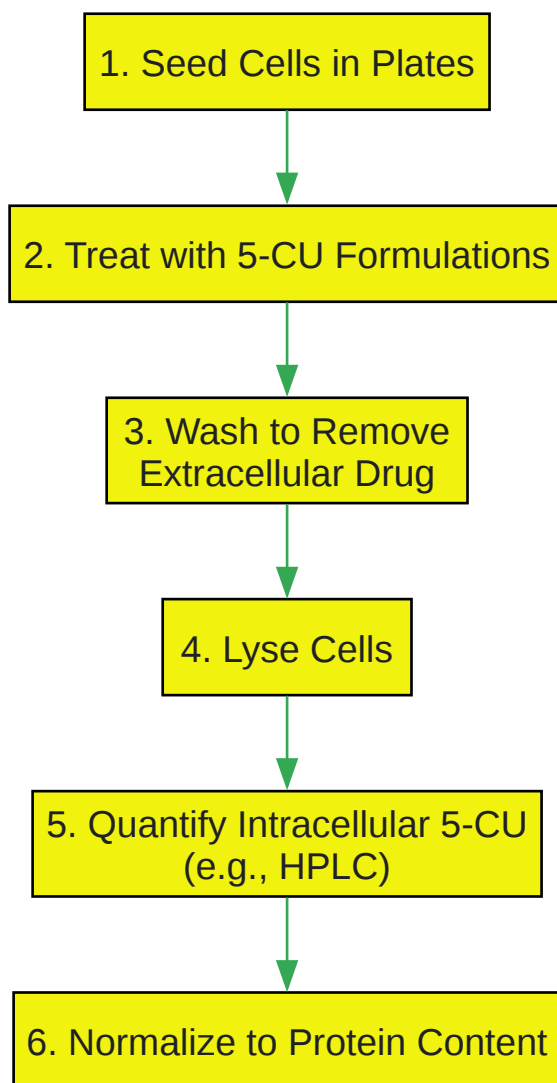 1. Seed Cells in Plates
2. Treat with 5-CU Formulations
3. Wash to Remove
Extracellular Drug
4. Lyse Cells
5. Quantify Intracellular 5-CU
(e.g., HPLC)
6. Normalize to Protein Content